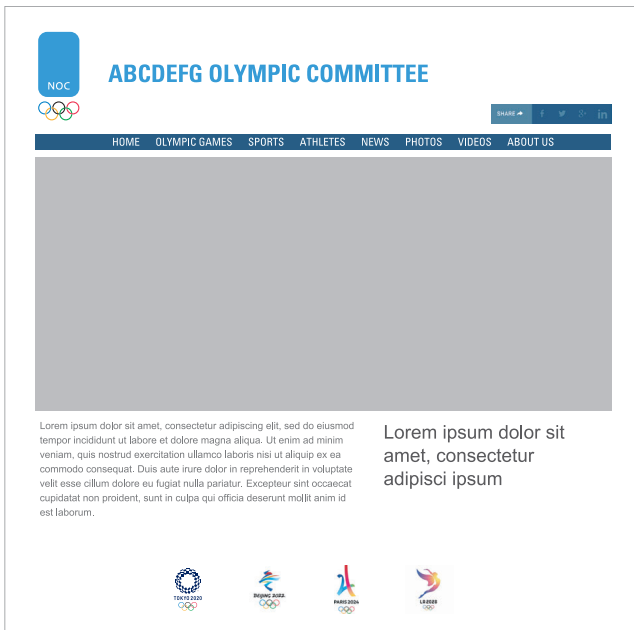 NOC
ABCDEFG OLYMPIC COMMITTEE
SHARE
HOME OLYMPIC GAMES SPORTS ATHLETES NEWS PHOTOS VIDEOS ABOUT US
Lorem ipsum dolor sit amet, consectetur adipiscing elit, sed do eiusmod
tempor incididunt ut labore et dolore magna aliqua. Ut enim ad minim
veniam, quis nostrud exercitation ullamco laboris nisi ut aliquip ex ea
commodo consequat. Duis aute irure dolor in reprehenderit in voluptate
velit esse cillum dolore eu fugiat nulla pariatur. Excepteur sint occaecat
cupidatat non proident, sunt in culpa qui officia deserunt mollit anim id
est laborum.
Lorem ipsum dolor sit
amet, consectetur
adipisci ipsum
TOKYO 2020
BEIJING 2022
PARIS 2024
LA 2028